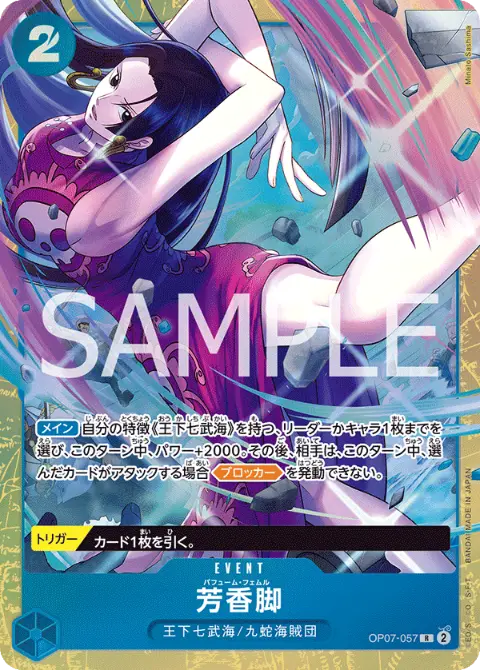 2
Minato Sashima
SAMPLE
メイン 自分の特徴《王下七武海》を持つ、リーダーかキャラ1枚までを
選び、このターン中、パワー+2000。その後、相手は、このターン中、選
んだカードがアタックする場合 ブロッカー を発動できない。
トリガー カード1枚を引く。
EVENT
パフューム・フェムル
芳香脚
王下七武海/九蛇海賊団
OP07-057 R 2
BANDAI MADE IN JAPAN